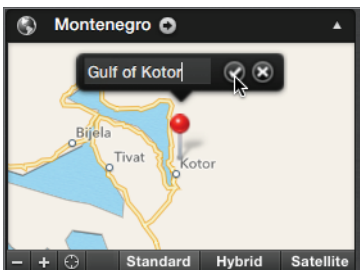 Montenegro
Gulf of Kotor
Bijela
Tivat
Kotor
Standard Hybrid Satellite